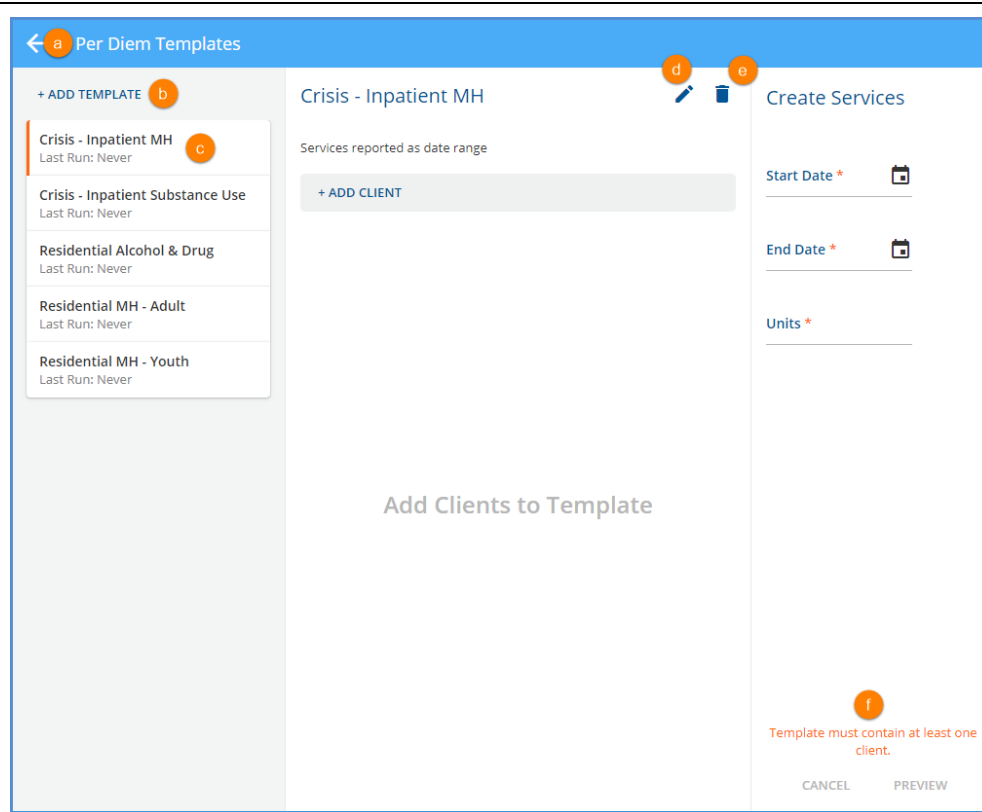 a Per Diem Templates
+ ADD TEMPLATE b
Crisis - Inpatient MH
Last Run: Never
c
Crisis - Inpatient Substance Use
Last Run: Never
Residential Alcohol & Drug
Last Run: Never
Residential MH - Adult
Last Run: Never
Residential MH - Youth
Last Run: Never
d
e
Crisis - Inpatient MH
Services reported as date range
+ ADD CLIENT
Add Clients to Template
Create Services
Start Date *
End Date *
Units *
f
Template must contain at least one
client.
CANCEL PREVIEW